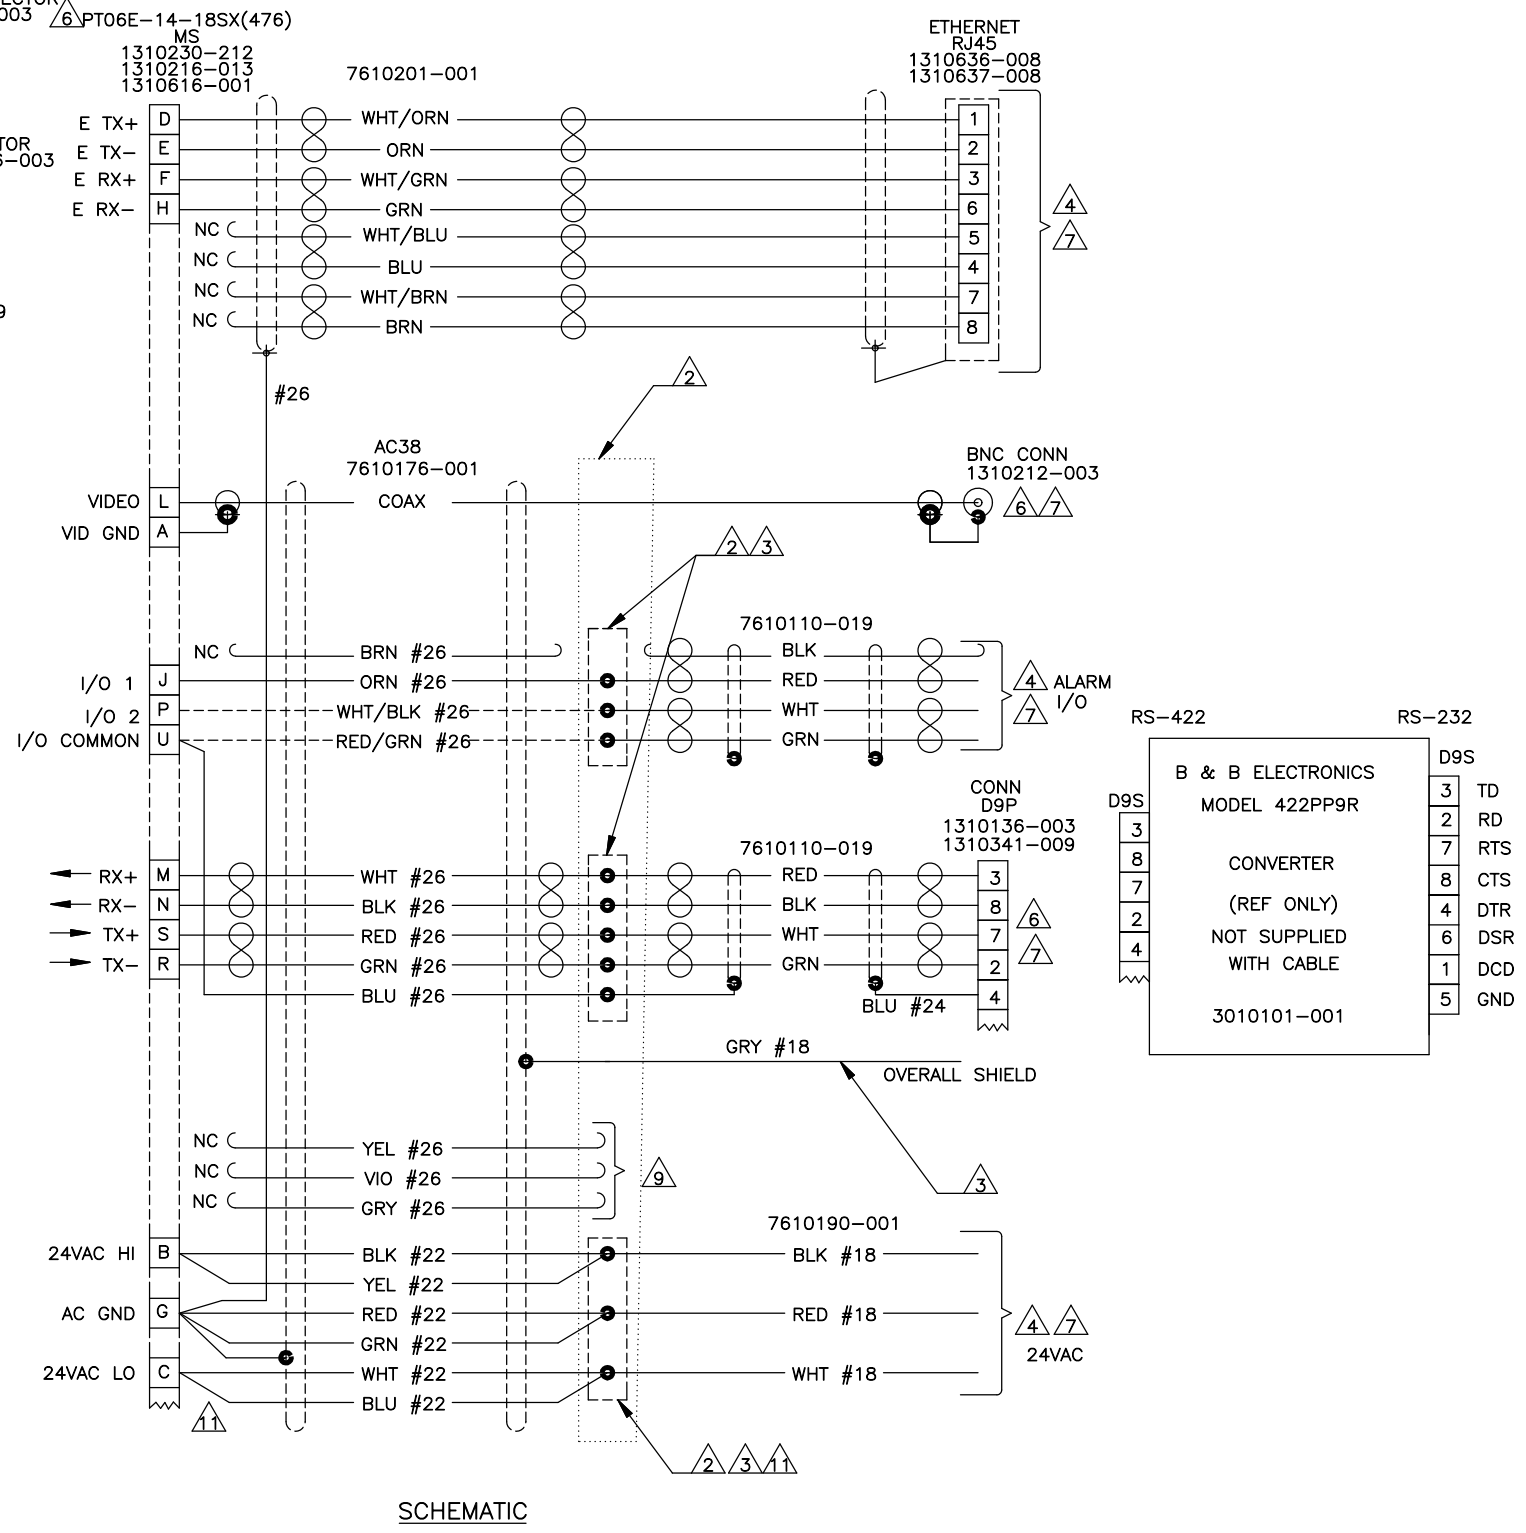 ECTOR
003 6 PT06E-14-18SX(476)
MS
1310230-212
1310216-013
1310616-001
7610201-001
ETHERNET
RJ45
1310636-008
1310637-008
TOR
6-003
9
E TX+ D WHT/ORN 1
E TX- E ORN 2
E RX+ F WHT/GRN 3
E RX- H GRN 6
NC WHT/BLU 5
NC BLU 4
NC WHT/BRN 7
NC BRN 8
4
7
#26
2
AC38
7610176-001
BNC CONN
1310212-003
VIDEO L COAX 6 7
VID GND A
2 3
7610110-019
NC BRN #26 BLK
I/O 1 J ORN #26 RED
I/O 2 P WHT/BLK #26 WHT
I/O COMMON U RED/GRN #26 GRN
4 ALARM
7 I/O
CONN
D9P
1310136-003
1310341-009
7610110-019
RX+ M WHT #26 RED 3
RX- N BLK #26 BLK 8
TX+ S RED #26 WHT 7
TX- R GRN #26 GRN 2
BLU #26 BLU #24 4
6
7
RS-422 RS-232
D9S
D9S
3
8
7
2
4
B & B ELECTRONICS
MODEL 422PP9R
CONVERTER
(REF ONLY)
NOT SUPPLIED
WITH CABLE
3010101-001
3 TD
2 RD
7 RTS
8 CTS
4 DTR
6 DSR
1 DCD
5 GND
GRY #18
OVERALL SHIELD
3
NC YEL #26
NC VIO #26
NC GRY #26
9
7610190-001
24VAC HI B BLK #22 BLK #18
YEL #22
AC GND G RED #22 RED #18
GRN #22
24VAC LO C WHT #22 WHT #18
BLU #22
4 7
24VAC
11
2 3 11
SCHEMATIC